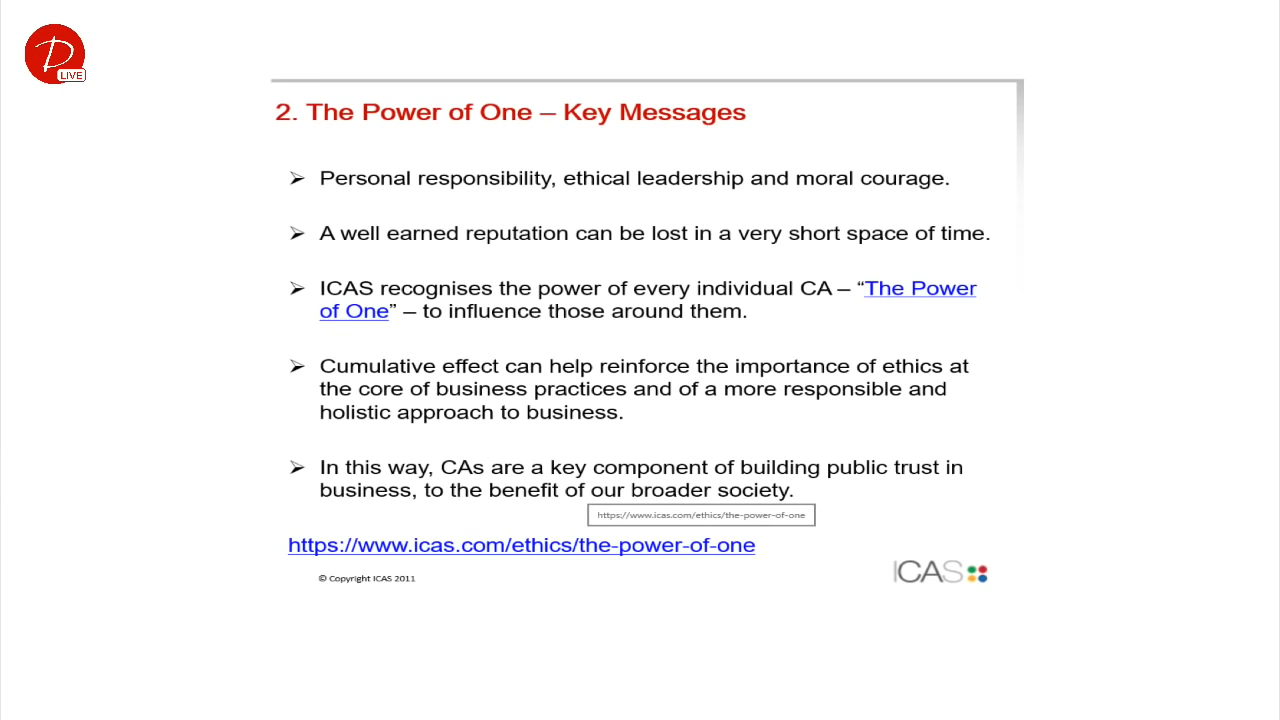 D
LIVE
2. The Power of One – Key Messages
➢ Personal responsibility, ethical leadership and moral courage.
➢ A well earned reputation can be lost in a very short space of time.
➢ ICAS recognises the power of every individual CA – “The Power
of One” – to influence those around them.
➢ Cumulative effect can help reinforce the importance of ethics at
the core of business practices and of a more responsible and
holistic approach to business.
➢ In this way, CAs are a key component of building public trust in
business, to the benefit of our broader society.
https://www.icas.com/ethics/the-power-of-one
https://www.icas.com/ethics/the-power-of-one
© Copyright ICAS 2011
ICAS